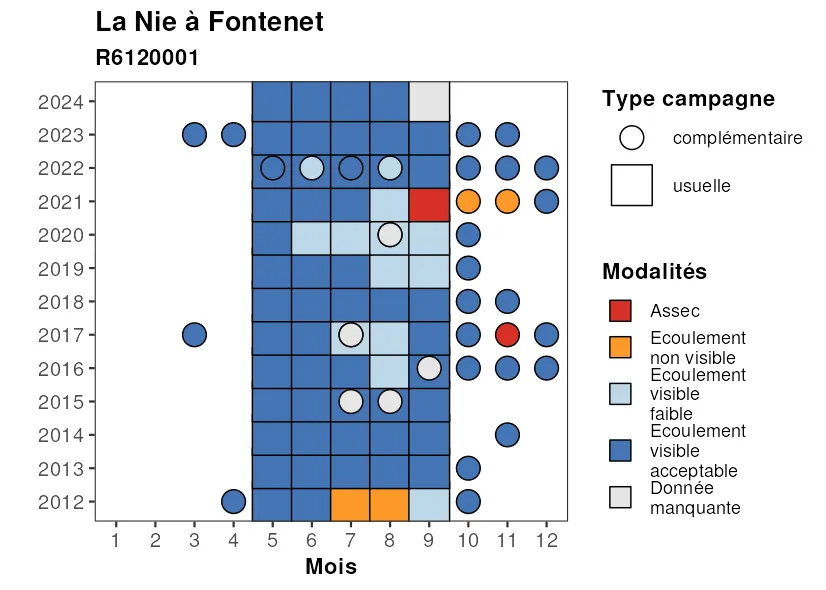 La Nie à Fontenet
R6120001
2024
2023
2022
2021
2020
2019
2018
2017
2016
2015
2014
2013
2012
1 2 3 4 5 6 7 8 9 10 11 12
Mois
Type campagne
complémentaire
usuelle
Modalités
Assec
Ecoulement
non visible
Ecoulement
visible
faible
Ecoulement
visible
acceptable
Donnée
manquante